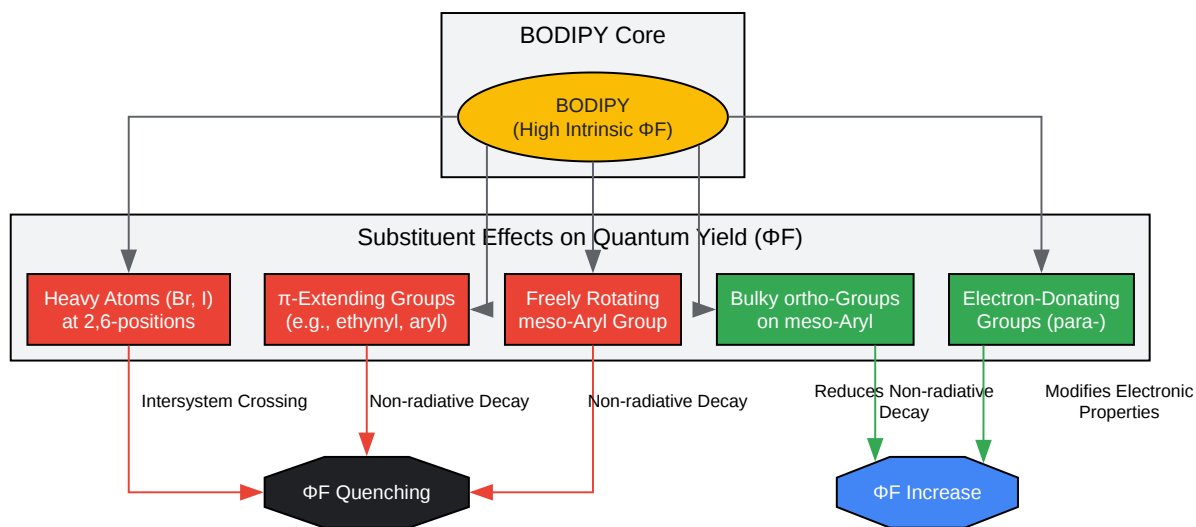 BODIPY Core
BODIPY
(High Intrinsic ΦF)
Substituent Effects on Quantum Yield (ΦF)
Heavy Atoms (Br, I)
at 2,6-positions
π-Extending Groups
(e.g., ethynyl, aryl)
Freely Rotating
meso-Aryl Group
Bulky ortho-Groups
on meso-Aryl
Electron-Donating
Groups (para-)
Intersystem Crossing
Non-radiative Decay
Non-radiative Decay
Reduces Non-radiative
Decay
Modifies Electronic
Properties
ΦF Quenching
ΦF Increase